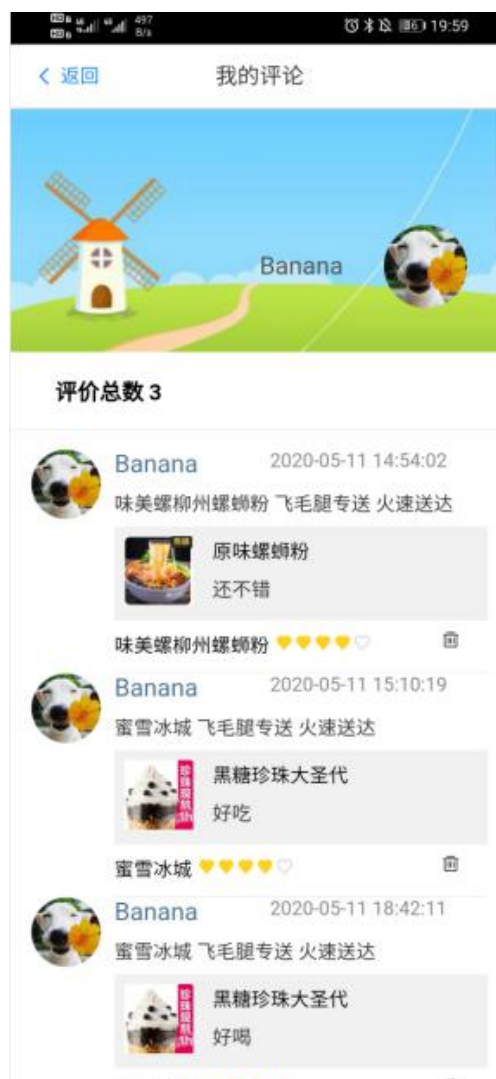 497
B/s
19:59
返回
我的评论
Banana
评价总数 3
Banana 2020-05-11 14:54:02
味美螺柳州螺蛳粉 飞毛腿专送 火速送达
原味螺蛳粉
还不错
味美螺柳州螺蛳粉
Banana 2020-05-11 15:10:19
蜜雪冰城 飞毛腿专送 火速送达
黑糖珍珠大圣代
好吃
蜜雪冰城
Banana 2020-05-11 18:42:11
蜜雪冰城 飞毛腿专送 火速送达
黑糖珍珠大圣代
好喝